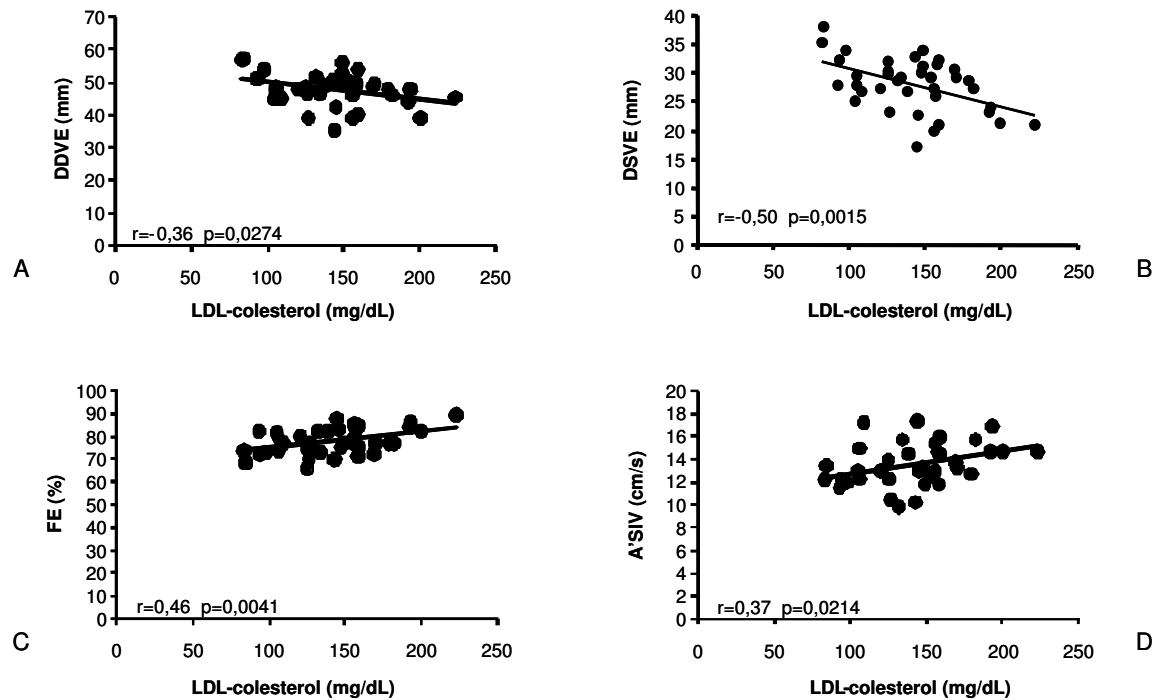 70
60
50
40
30
20
10
0
DDVE (mm)
r=-0,36 p=0,0274
0 50 100 150 200 250
LDL-colesterol (mg/dL)
A
40
35
30
25
20
15
10
5
0
DSVE (mm)
r=-0,50 p=0,0015
0 50 100 150 200 250
LDL-colesterol (mg/dL)
B
100
90
80
70
60
50
40
30
20
10
0
FE (%)
r=0,46 p=0,0041
0 50 100 150 200 250
LDL-colesterol (mg/dL)
C
20
18
16
14
12
10
8
6
4
2
0
A'SIV (cm/s)
r=0,37 p=0,0214
0 50 100 150 200 250
LDL-colesterol (mg/dL)
D